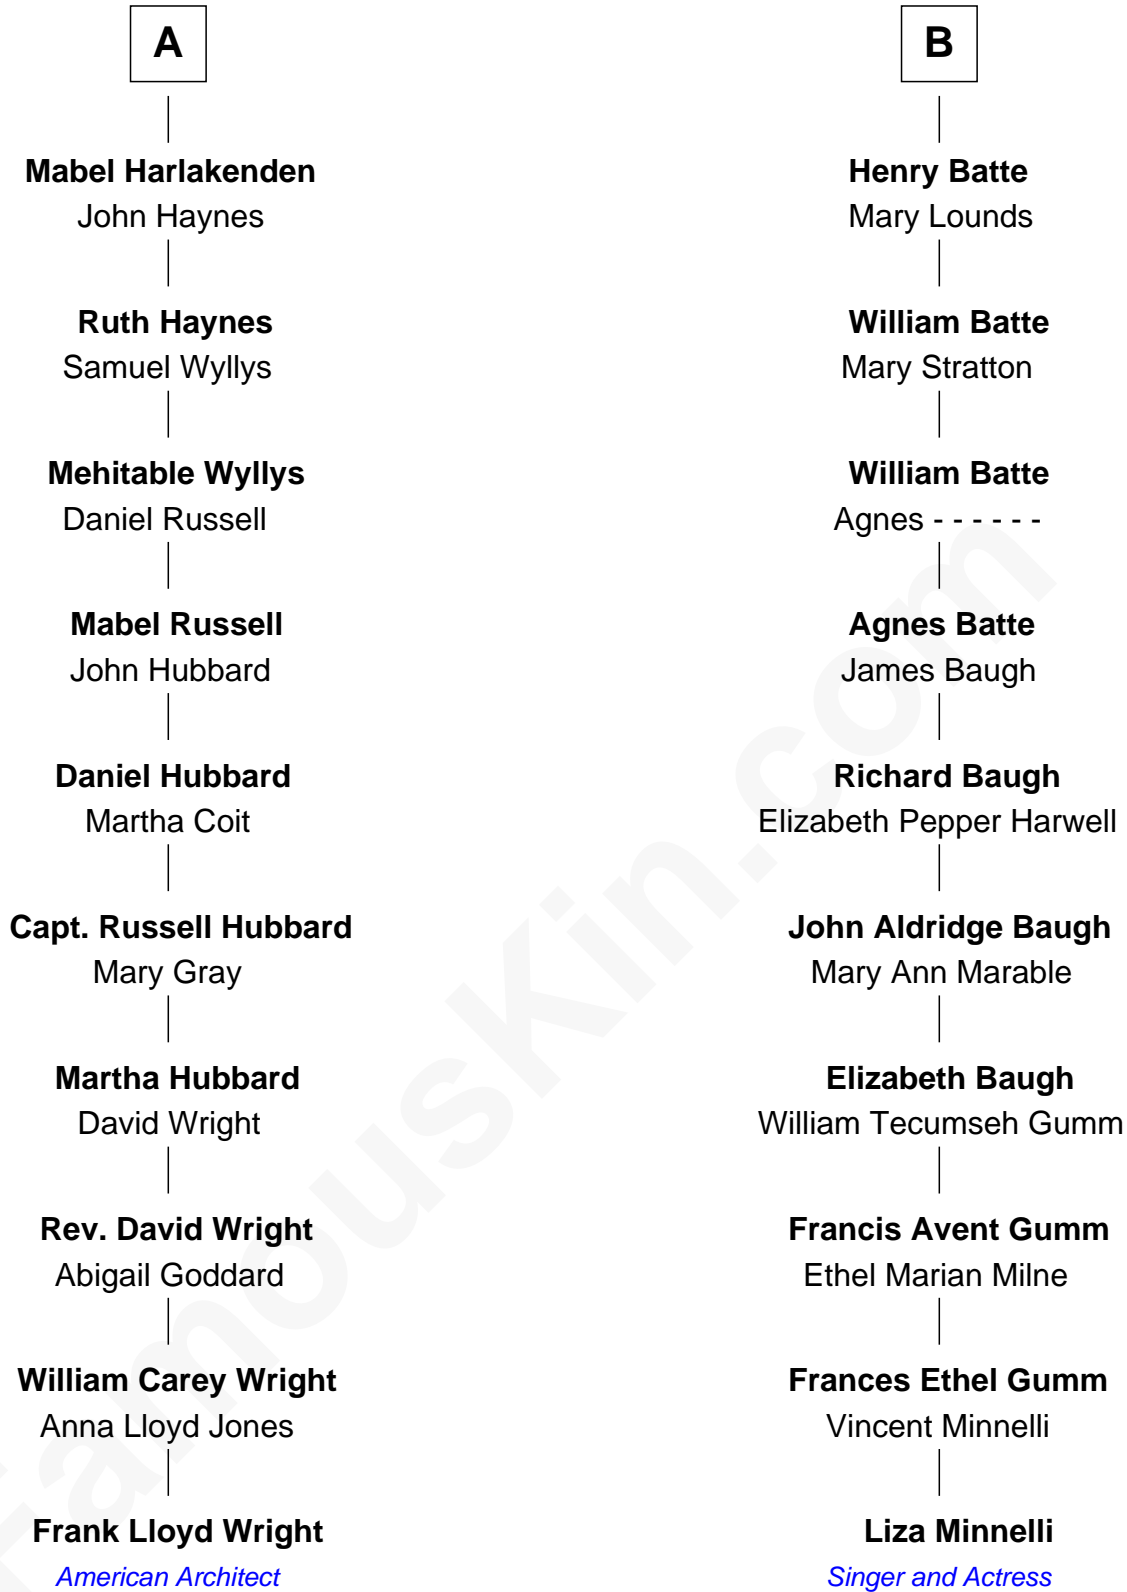 A
Mabel Harlakenden
John Haynes
Ruth Haynes
Samuel Wyllys
Mehitable Wyllys
Daniel Russell
Mabel Russell
John Hubbard
Daniel Hubbard
Martha Coit
Capt. Russell Hubbard
Mary Gray
Martha Hubbard
David Wright
Rev. David Wright
Abigail Goddard
William Carey Wright
Anna Lloyd Jones
Frank Lloyd Wright
American Architect
B
Henry Batte
Mary Lounds
William Batte
Mary Stratton
William Batte
Agnes - - - - - -
Agnes Batte
James Baugh
Richard Baugh
Elizabeth Pepper Harwell
John Aldridge Baugh
Mary Ann Marable
Elizabeth Baugh
William Tecumseh Gumm
Francis Avent Gumm
Ethel Marian Milne
Frances Ethel Gumm
Vincent Minnelli
Liza Minnelli
Singer and Actress
FamousKin.com